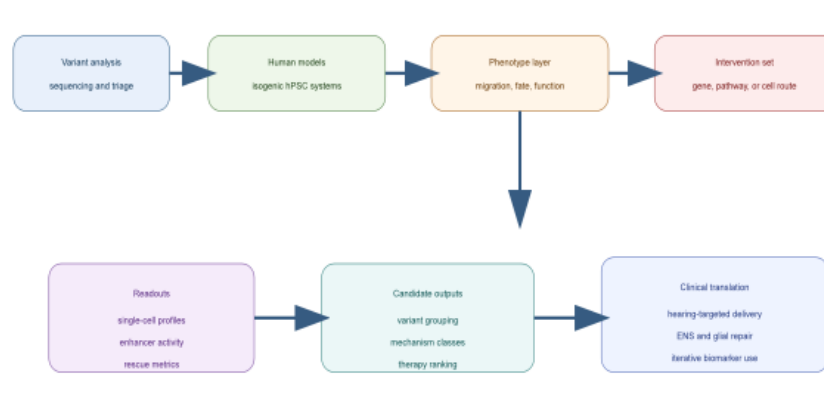 Variant analysis
sequencing and triage
Human models
isogenic hPSC systems
Phenotype layer
migration, fate, function
Intervention set
gene, pathway, or cell route
Readouts
single-cell profiles
enhancer activity
rescue metrics
Candidate outputs
variant grouping
mechanism classes
therapy ranking
Clinical translation
hearing-targeted delivery
ENS and glial repair
iterative biomarker use